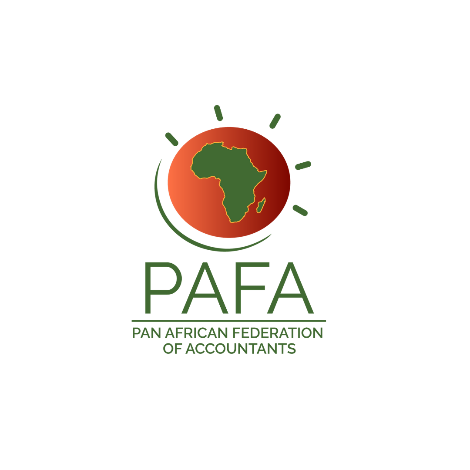 PAFA
PAN AFRICAN FEDERATION
OF ACCOUNTANTS